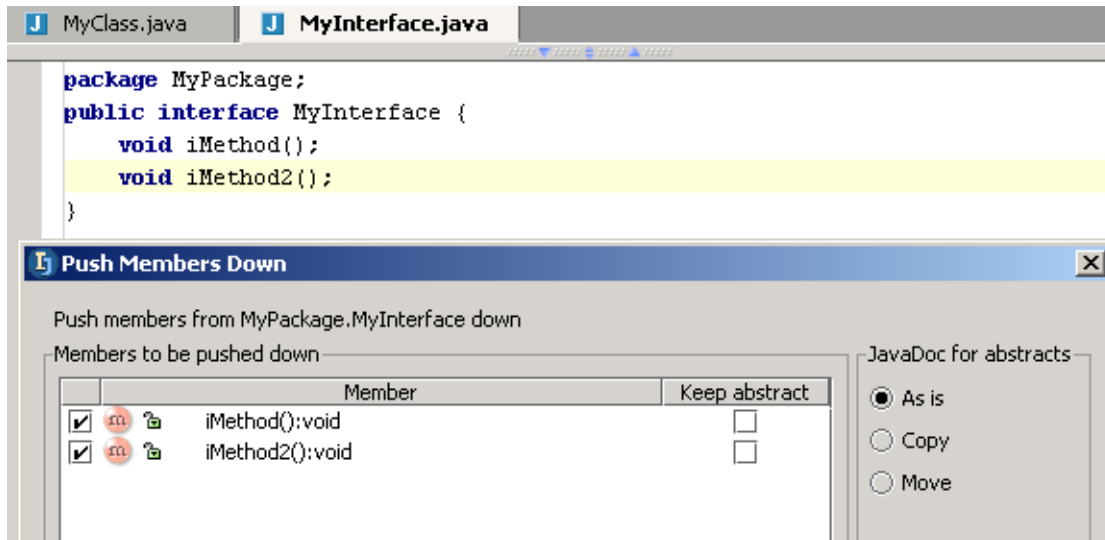 MyClass.java MyInterface.java
package MyPackage;
public interface MyInterface {
void iMethod();
void iMethod2();
}
Push Members Down
Push members from MyPackage.MyInterface down
Members to be pushed down
JavaDoc for abstracts
Member Keep abstract
iMethod():void
iMethod2():void
As is
Copy
Move